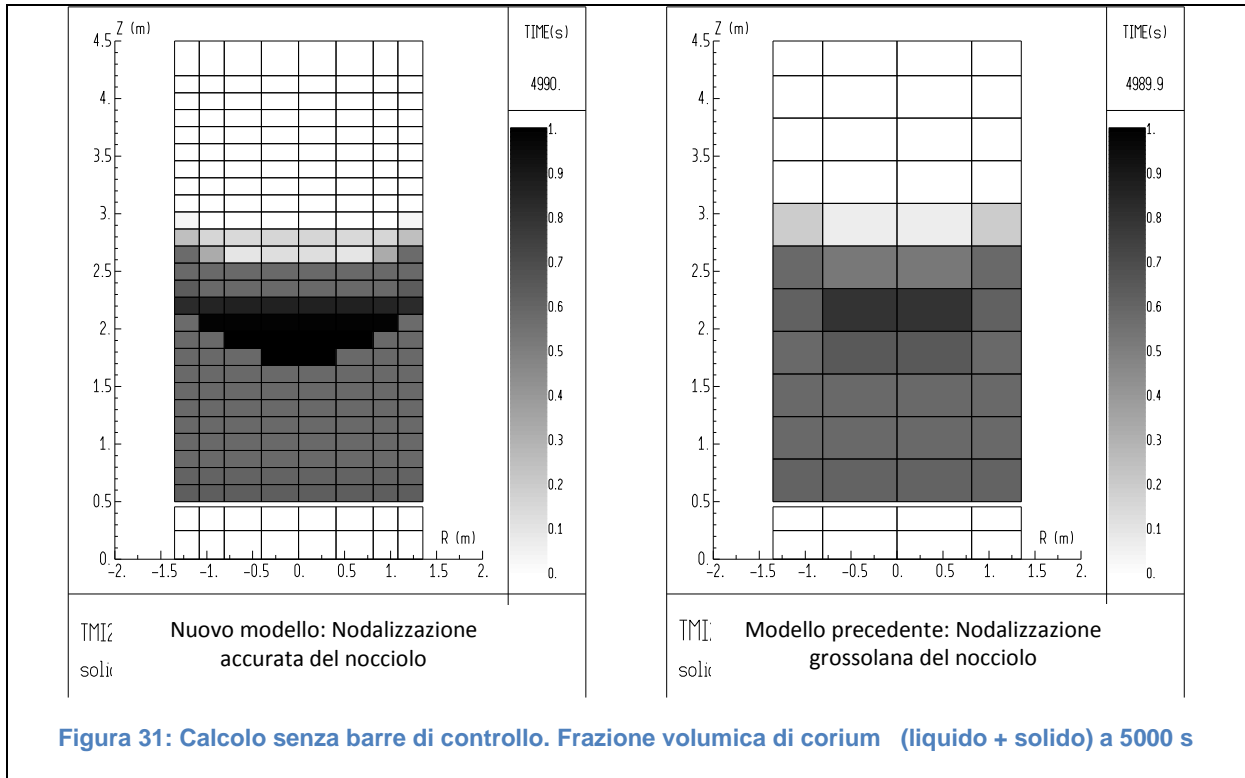 Z (m)
TIME(s)
4990.
4.5
4.
3.5
3.
2.5
2.
1.5
1.
0.5
0.
1.
0.9
0.8
0.7
0.6
0.5
0.4
0.3
0.2
0.1
0.
R (m)
-2. -1.5 -1. -0.5 0. 0.5 1. 1.5 2.
TMI2
Nuovo modello: Nodalizzazione
accurata del nocciolo
Z (m)
TIME(s)
4989.9
4.5
4.
3.5
3.
2.5
2.
1.5
1.
0.5
0.
1.
0.9
0.8
0.7
0.6
0.5
0.4
0.3
0.2
0.1
0.
R (m)
-2. -1.5 -1. -0.5 0. 0.5 1. 1.5 2.
TMI
Modello precedente: Nodalizzazione
grossolana del nocciolo
Figura 31: Calcolo senza barre di controllo. Frazione volumica di corium (liquido + solido) a 5000 s